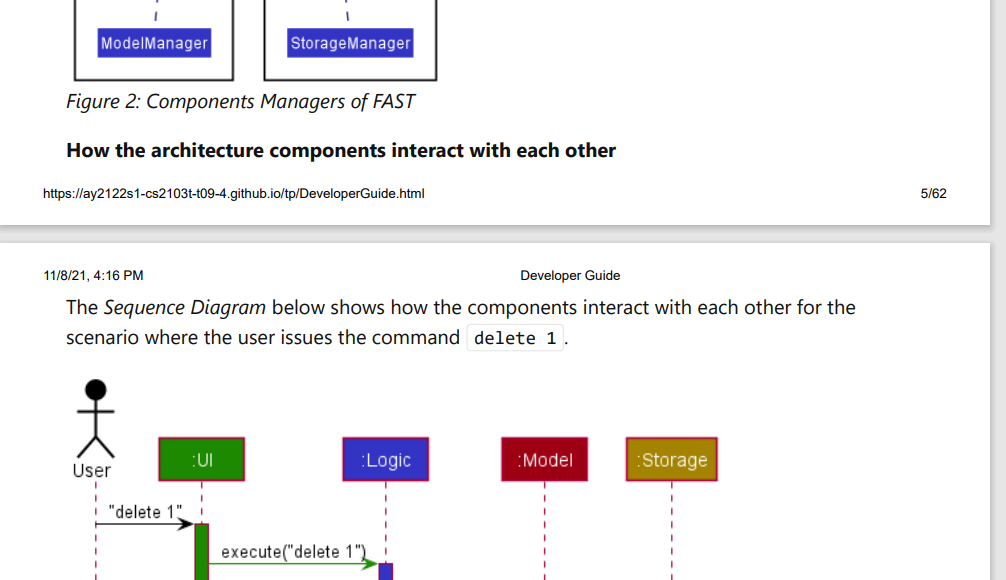 ModelManager
StorageManager
Figure 2: Components Managers of FAST
How the architecture components interact with each other
https://ay2122s1-cs2103t-t09-4.github.io/tp/DeveloperGuide.html
5/62
11/8/21, 4:16 PM
Developer Guide
The Sequence Diagram below shows how the components interact with each other for the
scenario where the user issues the command delete 1.
User
:UI
:Logic
:Model
:Storage
"delete 1"
execute("delete 1")